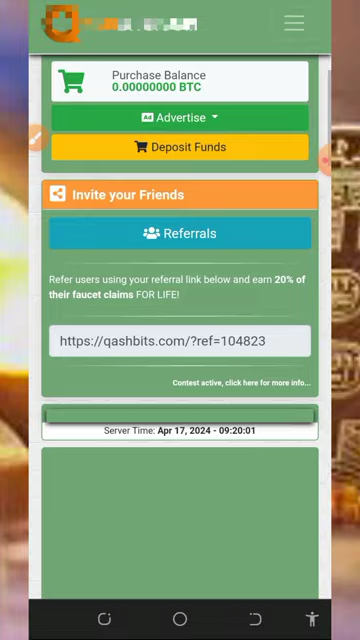 Purchase Balance
0.00000000 BTC
Ad Advertise
Deposit Funds
Invite your Friends
Referrals
Refer users using your referral link below and earn 20% of
their faucet claims FOR LIFE!
https://qashbits.com/?ref=104823
Contest active, click here for more info...
Server Time: Apr 17, 2024 - 09:20:01